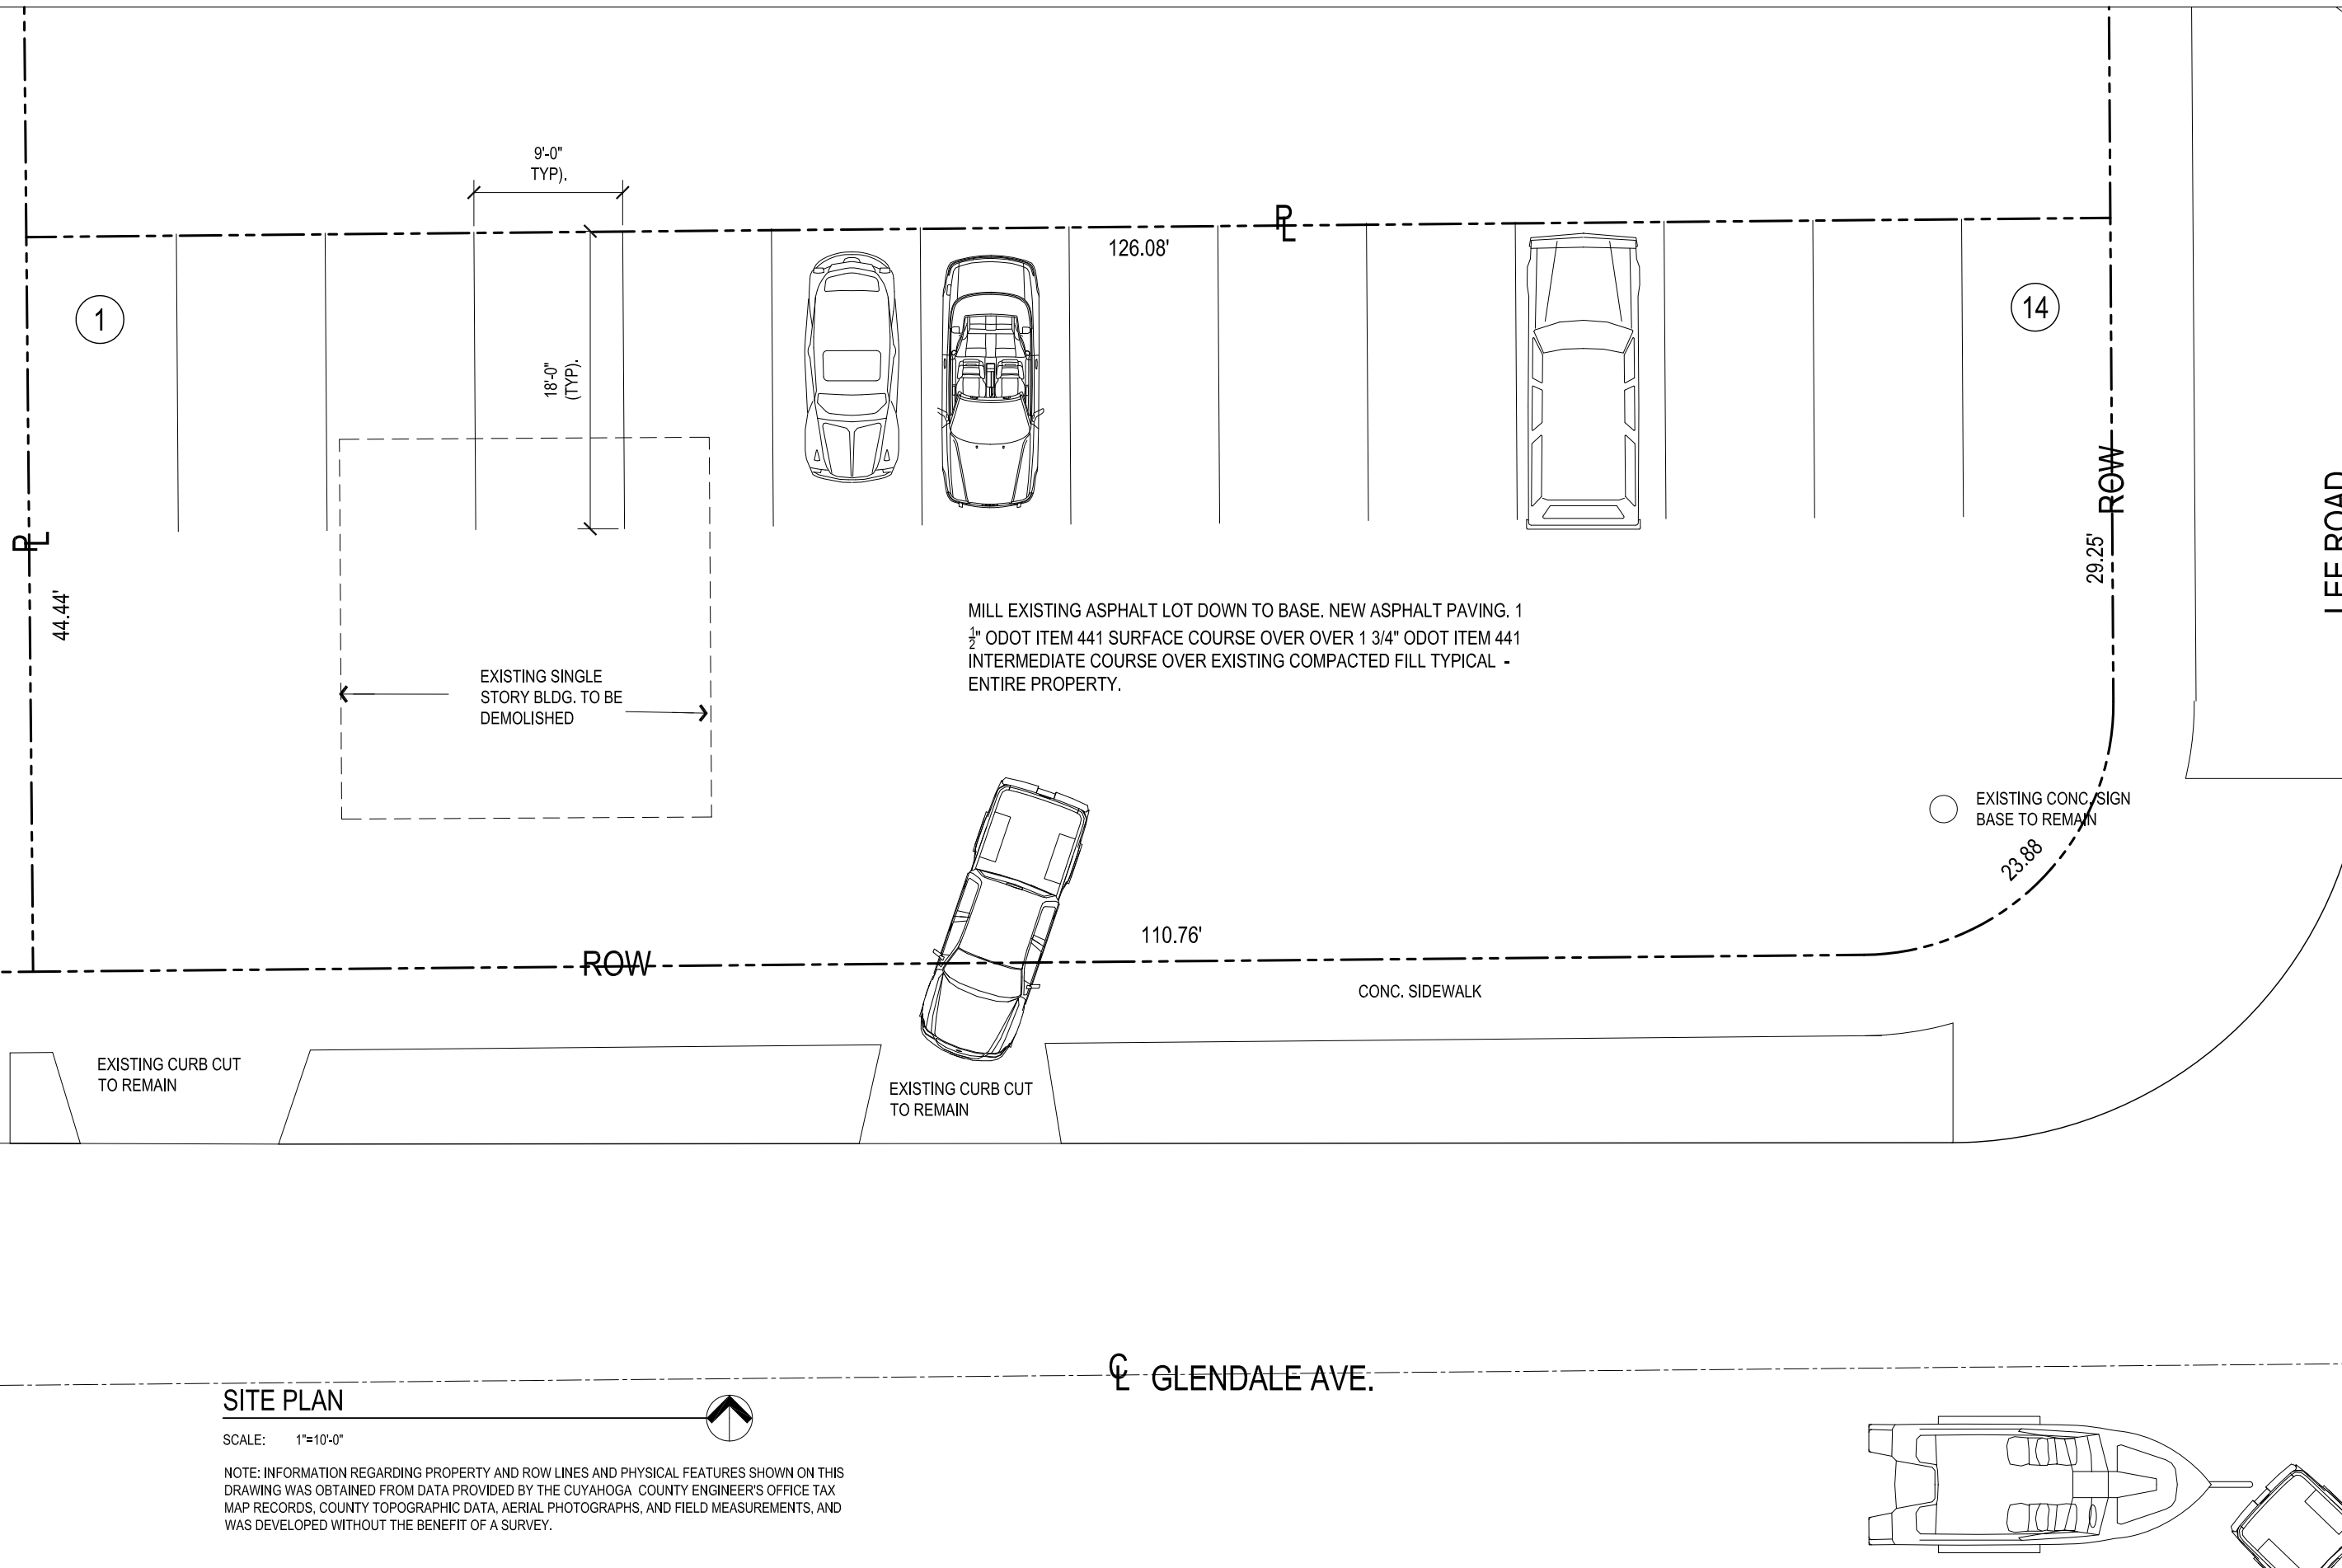 9'-0"
TYP).
PL
126.08'
1
14
18'-0"
(TYP).
ROW
LEE ROAD
PL
29.25'
44.44'
MILL EXISTING ASPHALT LOT DOWN TO BASE. NEW ASPHALT PAVING. 1
½" ODOT ITEM 441 SURFACE COURSE OVER OVER 1 3/4" ODOT ITEM 441
INTERMEDIATE COURSE OVER EXISTING COMPACTED FILL TYPICAL -
ENTIRE PROPERTY.
EXISTING SINGLE
STORY BLDG. TO BE
DEMOLISHED
EXISTING CONC. SIGN
BASE TO REMAIN
23.88
110.76'
ROW
CONC. SIDEWALK
EXISTING CURB CUT
TO REMAIN
EXISTING CURB CUT
TO REMAIN
CL GLENDALE AVE.
SITE PLAN
SCALE: 1"=10'-0"
NOTE: INFORMATION REGARDING PROPERTY AND ROW LINES AND PHYSICAL FEATURES SHOWN ON THIS
DRAWING WAS OBTAINED FROM DATA PROVIDED BY THE CUYAHOGA COUNTY ENGINEER'S OFFICE TAX
MAP RECORDS, COUNTY TOPOGRAPHIC DATA, AERIAL PHOTOGRAPHS, AND FIELD MEASUREMENTS, AND
WAS DEVELOPED WITHOUT THE BENEFIT OF A SURVEY.